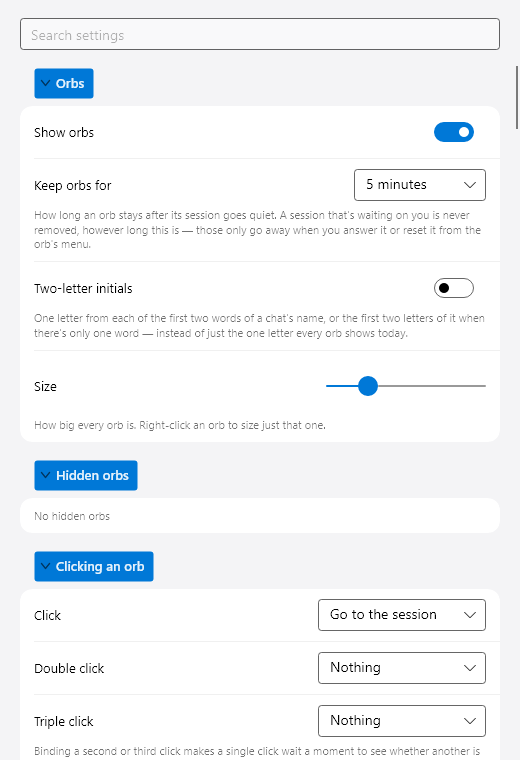 Search settings
Orbs
Show orbs
Keep orbs for
5 minutes
How long an orb stays after its session goes quiet. A session that's waiting on you is never
removed, however long this is — those only go away when you answer it or reset it from the
orb's menu.
Two-letter initials
One letter from each of the first two words of a chat's name, or the first two letters of it when
there's only one word — instead of just the one letter every orb shows today.
Size
How big every orb is. Right-click an orb to size just that one.
Hidden orbs
No hidden orbs
Clicking an orb
Click
Go to the session
Double click
Nothing
Triple click
Nothing
Binding a second or third click makes a single click wait a moment to see whether another is